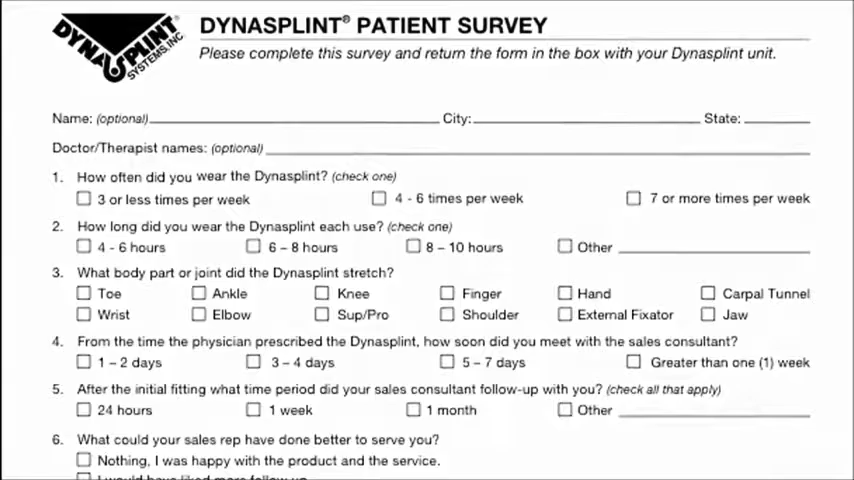 DYNASPLINT
SYSTEMS, INC.
DYNASPLINT® PATIENT SURVEY
Please complete this survey and return the form in the box with your Dynasplint unit.
Name: (optional) City: State:
Doctor/Therapist names: (optional)
1. How often did you wear the Dynasplint? (check one)
3 or less times per week 4 - 6 times per week 7 or more times per week
2. How long did you wear the Dynasplint each use? (check one)
4 - 6 hours 6 – 8 hours 8 – 10 hours Other
3. What body part or joint did the Dynasplint stretch?
Toe Ankle Knee Finger Hand Carpal Tunnel
Wrist Elbow Sup/Pro Shoulder External Fixator Jaw
4. From the time the physician prescribed the Dynasplint, how soon did you meet with the sales consultant?
1 – 2 days 3 – 4 days 5 – 7 days Greater than one (1) week
5. After the initial fitting what time period did your sales consultant follow-up with you? (check all that apply)
24 hours 1 week 1 month Other
6. What could your sales rep have done better to serve you?
Nothing, I was happy with the product and the service.
I would have liked more follow up